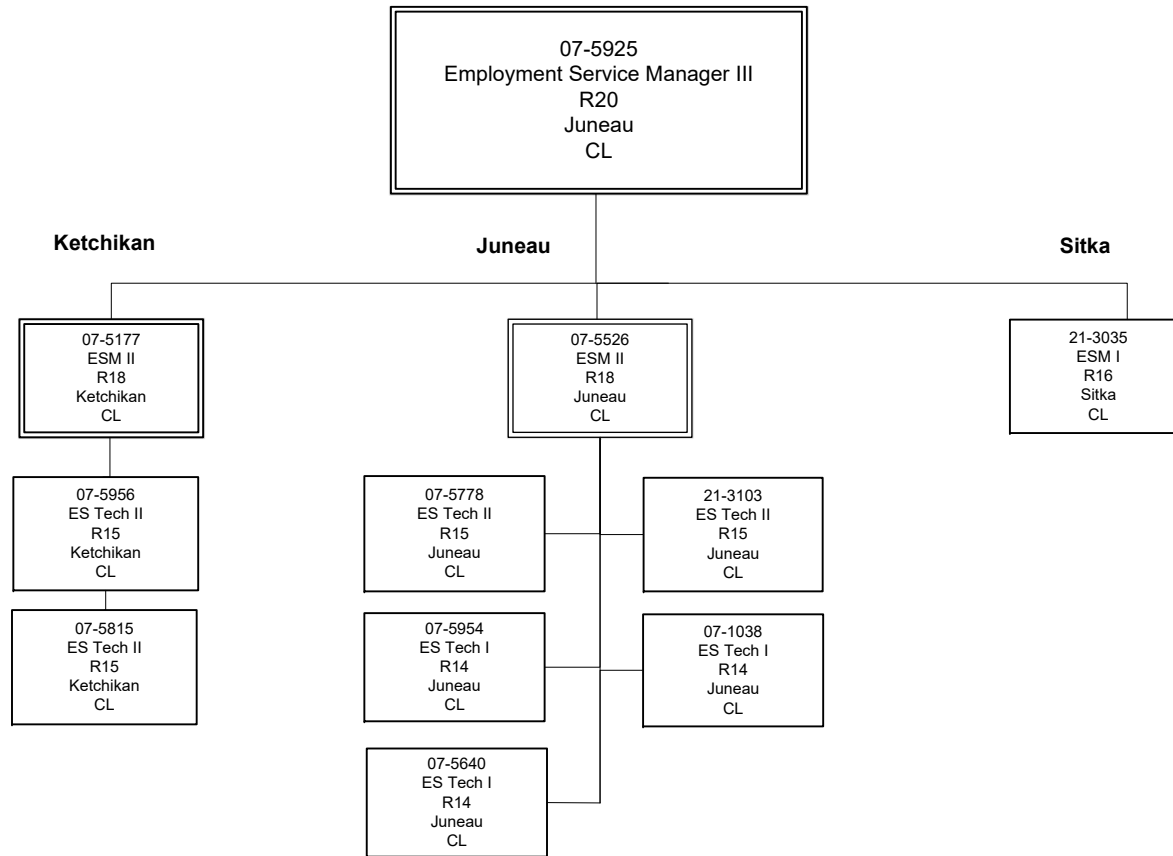 07-5925
Employment Service Manager III
R20
Juneau
CL
Ketchikan
Juneau
Sitka
07-5177
ESM II
R18
Ketchikan
CL
07-5526
ESM II
R18
Juneau
CL
21-3035
ESM I
R16
Sitka
CL
07-5956
ES Tech II
R15
Ketchikan
CL
07-5778
ES Tech II
R15
Juneau
CL
21-3103
ES Tech II
R15
Juneau
CL
07-5815
ES Tech II
R15
Ketchikan
CL
07-5954
ES Tech I
R14
Juneau
CL
07-1038
ES Tech I
R14
Juneau
CL
07-5640
ES Tech I
R14
Juneau
CL